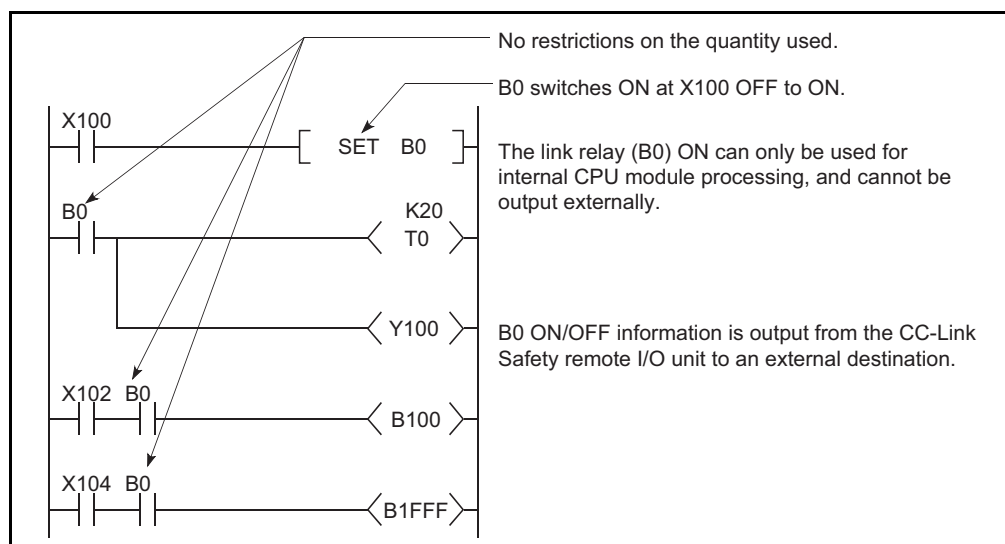 No restrictions on the quantity used.
B0 switches ON at X100 OFF to ON.
X100
SET B0
The link relay (B0) ON can only be used for
internal CPU module processing, and cannot be
output externally.
B0
K20
T0
Y100
B0 ON/OFF information is output from the CC-Link
Safety remote I/O unit to an external destination.
X102 B0
B100
X104 B0
B1FFF